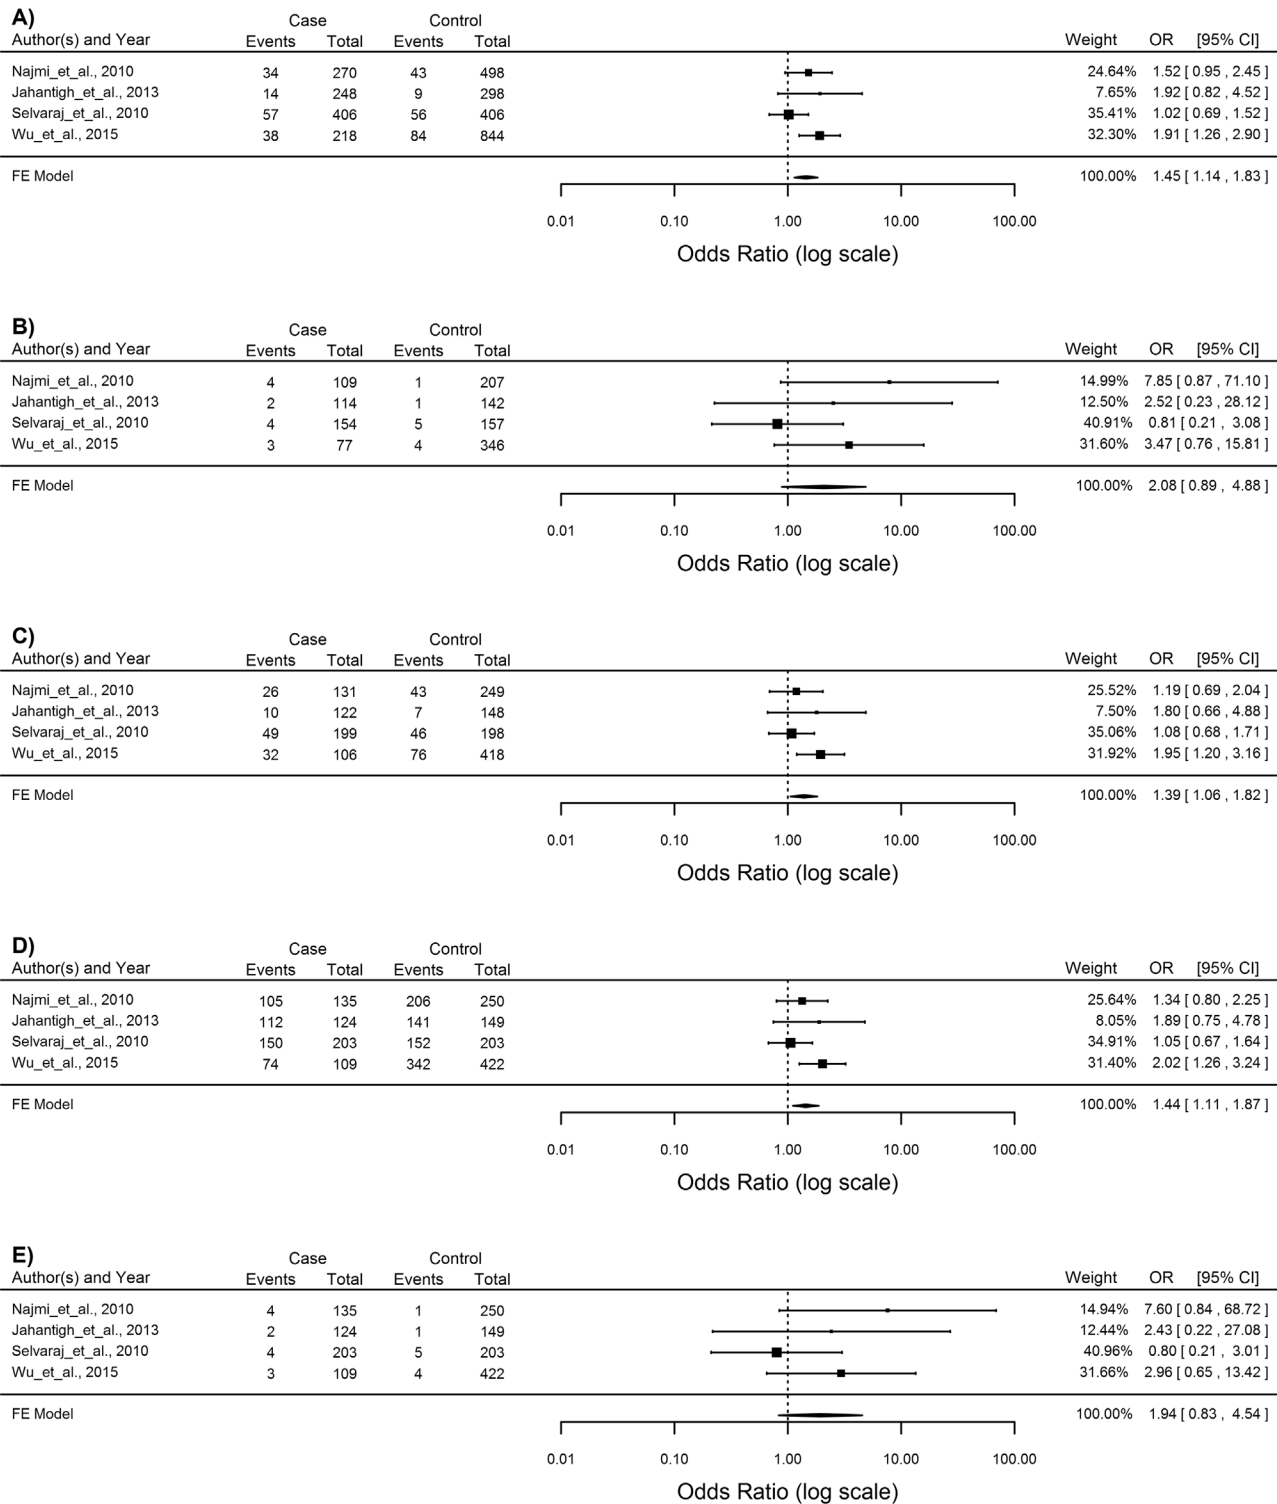 A)
Case Control
Author(s) and Year Events Total Events Total Weight OR [95% CI]
Najmi_et_al., 2010 34 270 43 498 24.64% 1.52 [ 0.95 , 2.45 ]
Jahantigh_et_al., 2013 14 248 9 298 7.65% 1.92 [ 0.82 , 4.52 ]
Selvaraj_et_al., 2010 57 406 56 406 35.41% 1.02 [ 0.69 , 1.52 ]
Wu_et_al., 2015 38 218 84 844 32.30% 1.91 [ 1.26 , 2.90 ]
FE Model 100.00% 1.45 [ 1.14 , 1.83 ]
0.01 0.10 1.00 10.00 100.00
Odds Ratio (log scale)
B)
Case Control
Author(s) and Year Events Total Events Total Weight OR [95% CI]
Najmi_et_al., 2010 4 109 1 207 14.99% 7.85 [ 0.87 , 71.10 ]
Jahantigh_et_al., 2013 2 114 1 142 12.50% 2.52 [ 0.23 , 28.12 ]
Selvaraj_et_al., 2010 4 154 5 157 40.91% 0.81 [ 0.21 , 3.08 ]
Wu_et_al., 2015 3 77 4 346 31.60% 3.47 [ 0.76 , 15.81 ]
FE Model 100.00% 2.08 [ 0.89 , 4.88 ]
0.01 0.10 1.00 10.00 100.00
Odds Ratio (log scale)
C)
Case Control
Author(s) and Year Events Total Events Total Weight OR [95% CI]
Najmi_et_al., 2010 26 131 43 249 25.52% 1.19 [ 0.69 , 2.04 ]
Jahantigh_et_al., 2013 10 122 7 148 7.50% 1.80 [ 0.66 , 4.88 ]
Selvaraj_et_al., 2010 49 199 46 198 35.06% 1.08 [ 0.68 , 1.71 ]
Wu_et_al., 2015 32 106 76 418 31.92% 1.95 [ 1.20 , 3.16 ]
FE Model 100.00% 1.39 [ 1.06 , 1.82 ]
0.01 0.10 1.00 10.00 100.00
Odds Ratio (log scale)
D)
Case Control
Author(s) and Year Events Total Events Total Weight OR [95% CI]
Najmi_et_al., 2010 105 135 206 250 25.64% 1.34 [ 0.80 , 2.25 ]
Jahantigh_et_al., 2013 112 124 141 149 8.05% 1.89 [ 0.75 , 4.78 ]
Selvaraj_et_al., 2010 150 203 152 203 34.91% 1.05 [ 0.67 , 1.64 ]
Wu_et_al., 2015 74 109 342 422 31.40% 2.02 [ 1.26 , 3.24 ]
FE Model 100.00% 1.44 [ 1.11 , 1.87 ]
0.01 0.10 1.00 10.00 100.00
Odds Ratio (log scale)
E)
Case Control
Author(s) and Year Events Total Events Total Weight OR [95% CI]
Najmi_et_al., 2010 4 135 1 250 14.94% 7.60 [ 0.84 , 68.72 ]
Jahantigh_et_al., 2013 2 124 1 149 12.44% 2.43 [ 0.22 , 27.08 ]
Selvaraj_et_al., 2010 4 203 5 203 40.96% 0.80 [ 0.21 , 3.01 ]
Wu_et_al., 2015 3 109 4 422 31.66% 2.96 [ 0.65 , 13.42 ]
FE Model 100.00% 1.94 [ 0.83 , 4.54 ]
0.01 0.10 1.00 10.00 100.00
Odds Ratio (log scale)